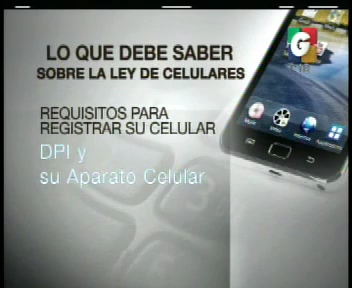 LO QUE DEBE SABER
SOBRE LA LEY DE CELULARES
REQUISITOS PARA
REGISTRAR SU CELULAR
DPI y
su Aparato Celular
G